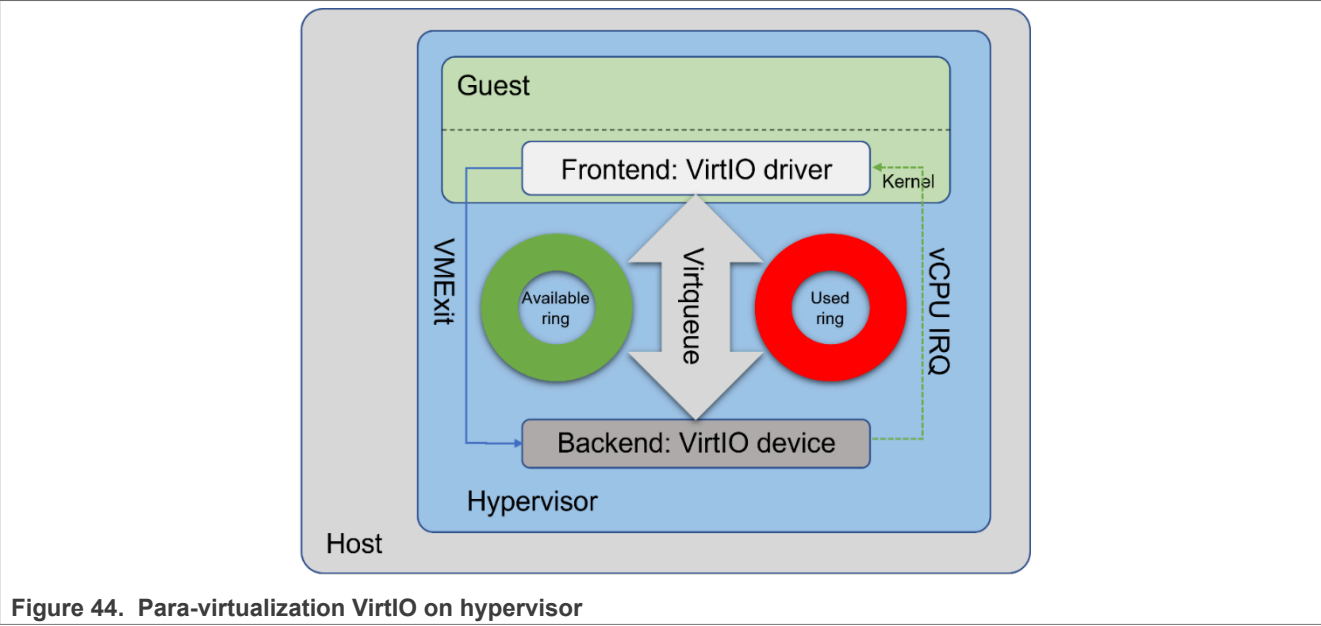 Guest
Frontend: VirtIO driver
Kernel
VMExit
Available
ring
Virtqueue
Used
ring
vCPU IRQ
Backend: VirtIO device
Hypervisor
Host
Figure 44. Para-virtualization VirtIO on hypervisor